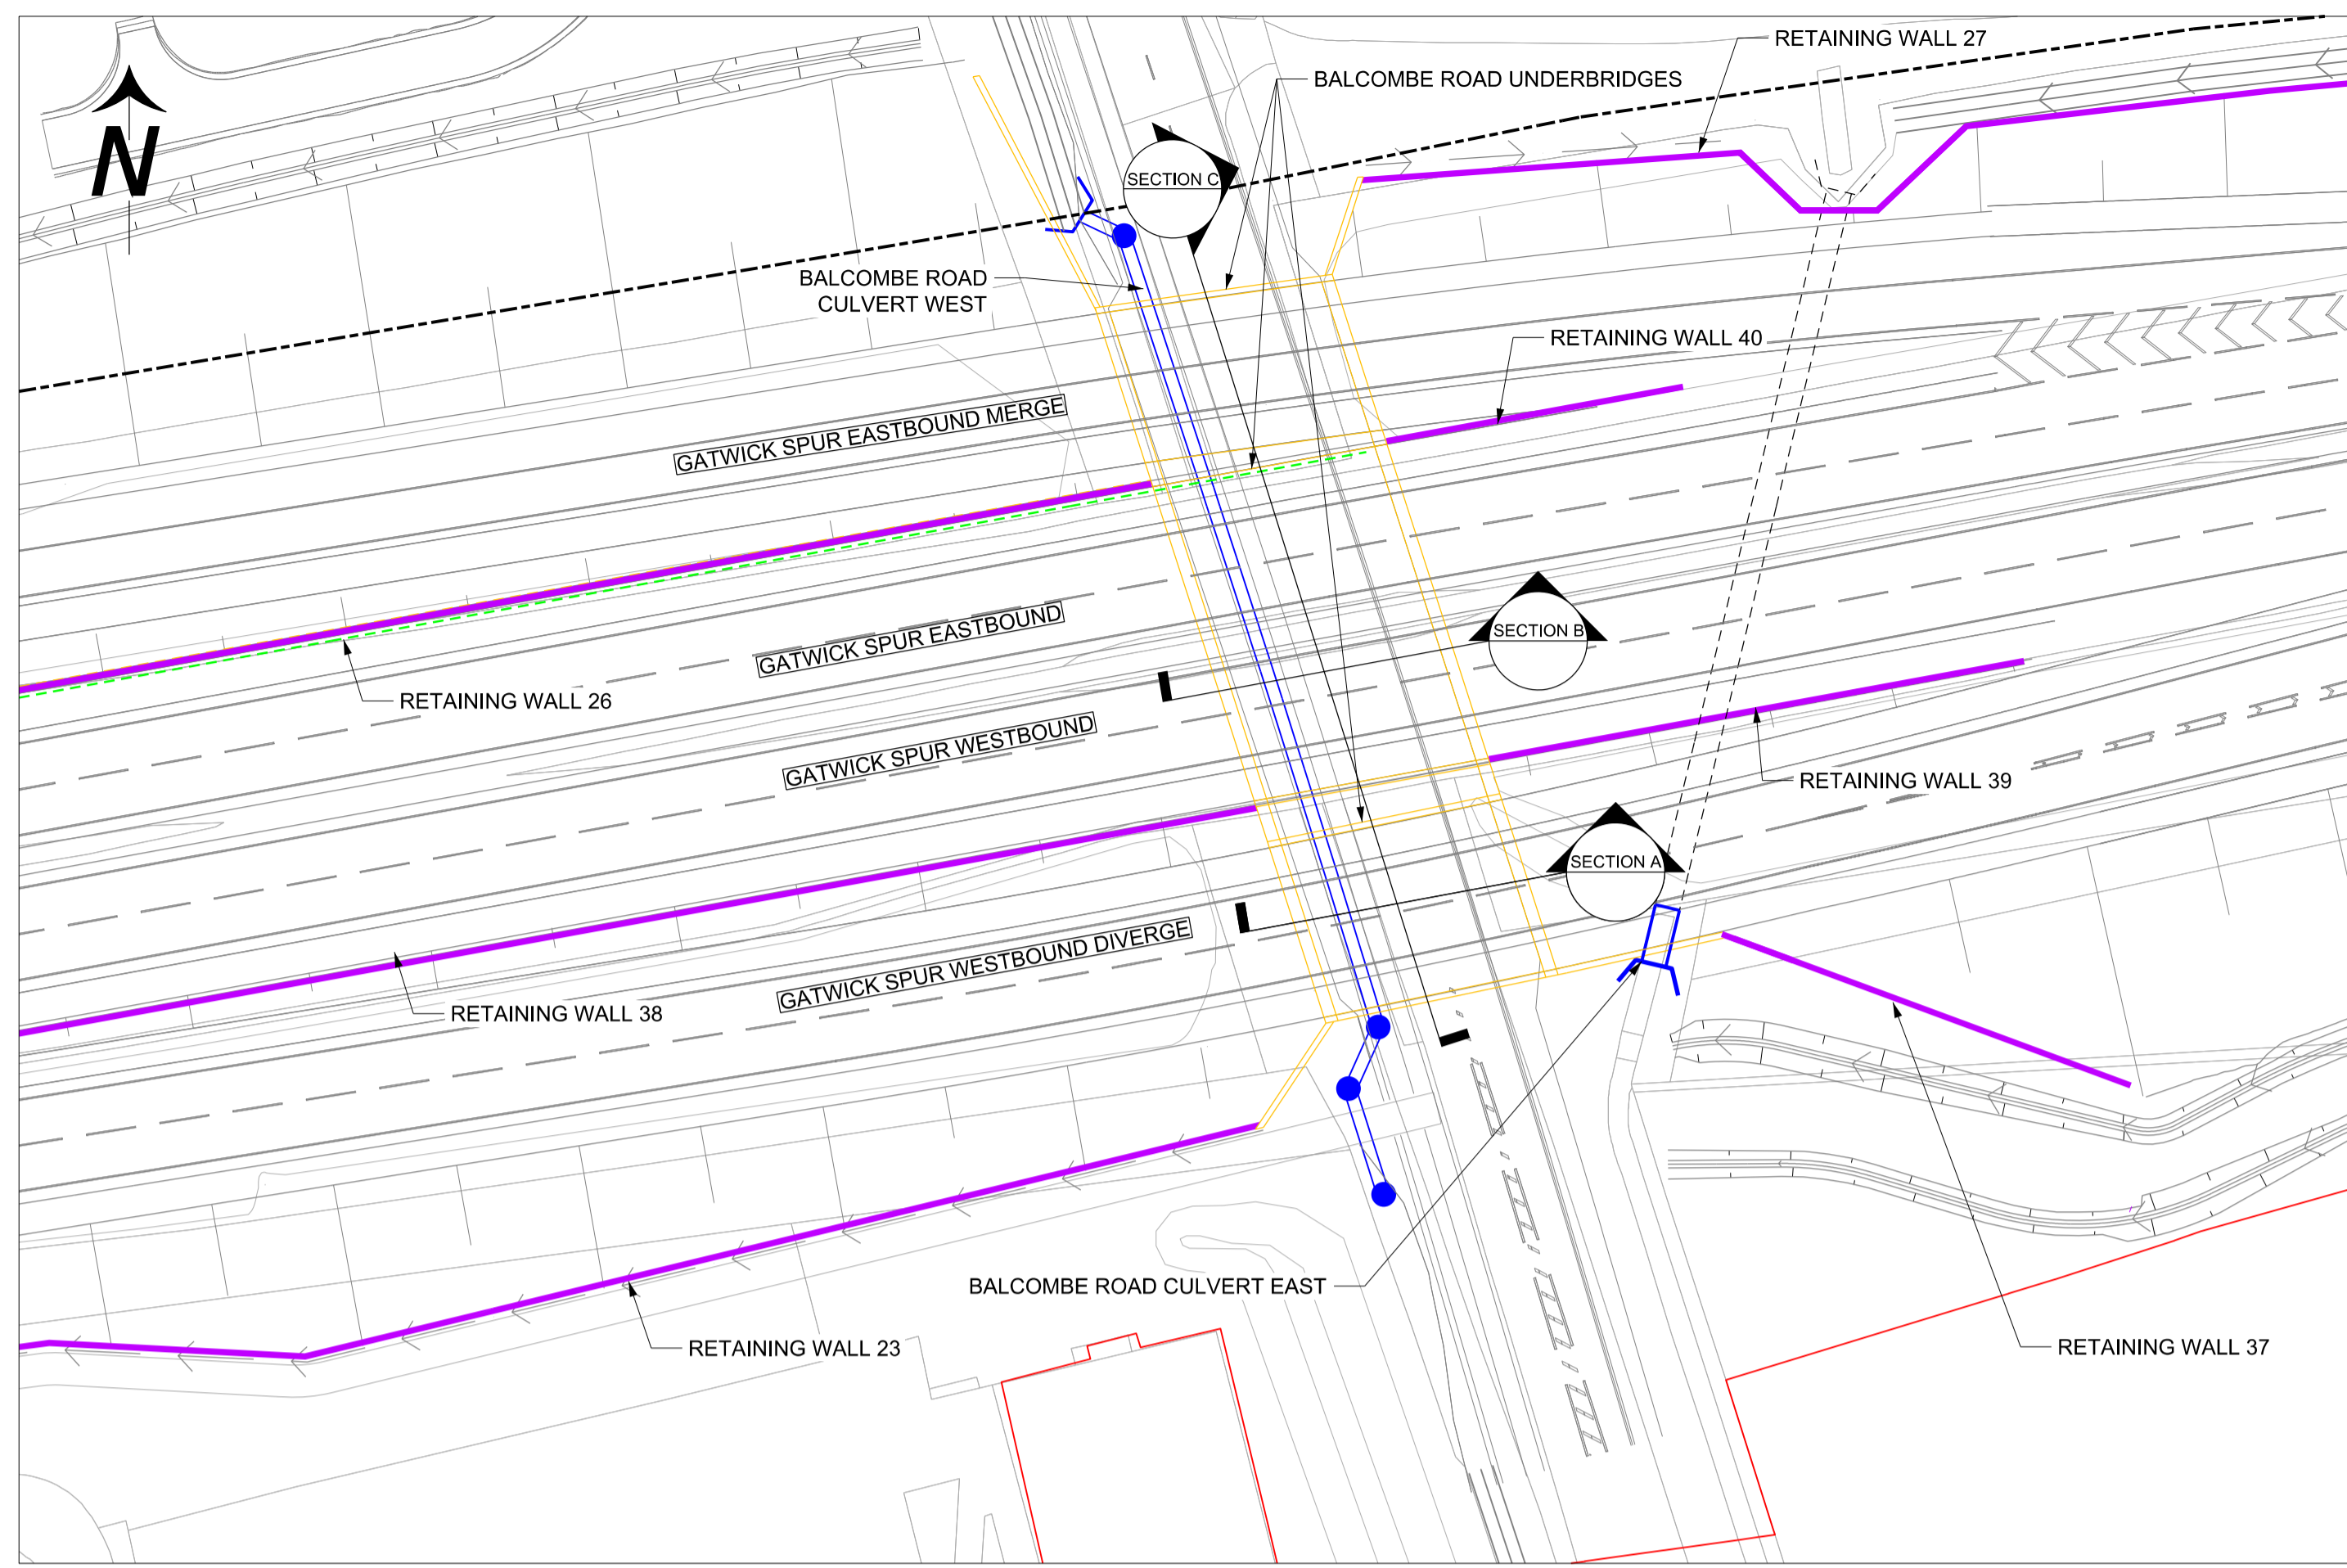 RETAINING WALL 27
BALCOMBE ROAD UNDERBRIDGES
N
SECTION C
BALCOMBE ROAD
CULVERT WEST
RETAINING WALL 40
GATWICK SPUR EASTBOUND MERGE
GATWICK SPUR EASTBOUND
SECTION B
RETAINING WALL 26
GATWICK SPUR WESTBOUND
RETAINING WALL 39
SECTION A
GATWICK SPUR WESTBOUND DIVERGE
RETAINING WALL 38
BALCOMBE ROAD CULVERT EAST
RETAINING WALL 23
RETAINING WALL 37